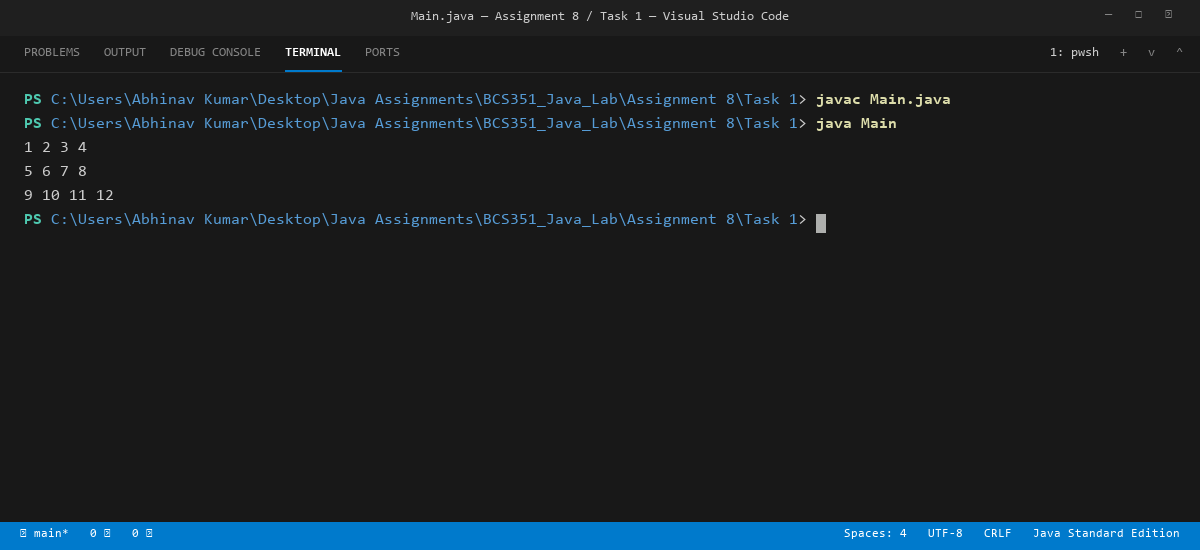 Main.java — Assignment 8 / Task 1 — Visual Studio Code
PROBLEMS OUTPUT DEBUG CONSOLE TERMINAL PORTS 1: pwsh + v ^
PS C:\Users\Abhinav Kumar\Desktop\Java Assignments\BCS351_Java_Lab\Assignment 8\Task 1> javac Main.java
PS C:\Users\Abhinav Kumar\Desktop\Java Assignments\BCS351_Java_Lab\Assignment 8\Task 1> java Main
1 2 3 4
5 6 7 8
9 10 11 12
PS C:\Users\Abhinav Kumar\Desktop\Java Assignments\BCS351_Java_Lab\Assignment 8\Task 1>
main* 0 0 Spaces: 4 UTF-8 CRLF Java Standard Edition